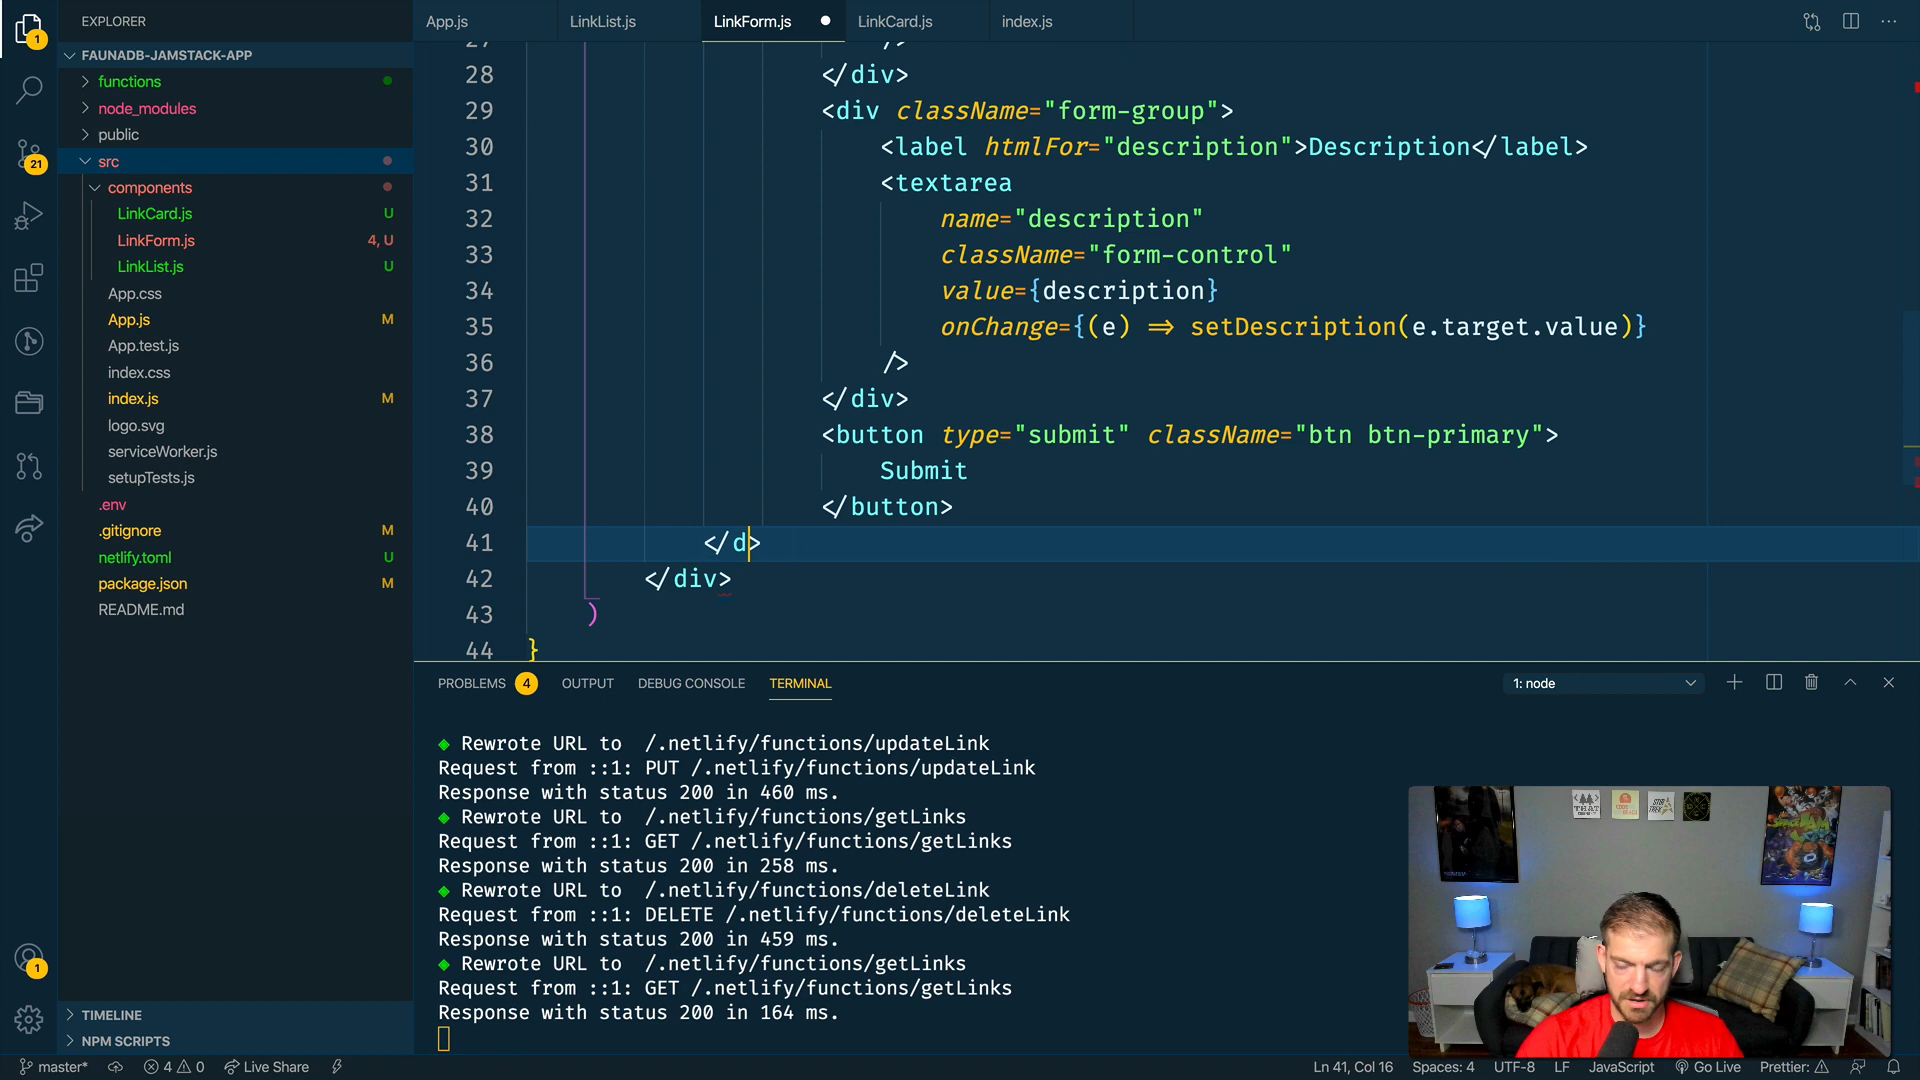 EXPLORER
App.js
LinkList.js
LinkForm.js
LinkCard.js
index.js
1
FAUNADB-JAMSTACK-APP
functions
node_modules
public
src
components
LinkCard.js U
LinkForm.js 4, U
LinkList.js U
App.css
App.js M
App.test.js
index.css
index.js M
logo.svg
serviceWorker.js
setupTests.js
.env
.gitignore M
netlify.toml U
package.json M
README.md
21
1
TIMELINE
NPM SCRIPTS
27 />
28 </div>
29 <div className="form-group">
30 <label htmlFor="description">Description</label>
31 <textarea
32 name="description"
33 className="form-control"
34 value={description}
35 onChange={(e) => setDescription(e.target.value)}
36 />
37 </div>
38 <button type="submit" className="btn btn-primary">
39 Submit
40 </button>
41 </d>
42 </div>
43 )
44 }
PROBLEMS 4 OUTPUT DEBUG CONSOLE TERMINAL 1: node
◆ Rewrote URL to /.netlify/functions/updateLink
Request from ::1: PUT /.netlify/functions/updateLink
Response with status 200 in 460 ms.
◆ Rewrote URL to /.netlify/functions/getLinks
Request from ::1: GET /.netlify/functions/getLinks
Response with status 200 in 258 ms.
◆ Rewrote URL to /.netlify/functions/deleteLink
Request from ::1: DELETE /.netlify/functions/deleteLink
Response with status 200 in 459 ms.
◆ Rewrote URL to /.netlify/functions/getLinks
Request from ::1: GET /.netlify/functions/getLinks
Response with status 200 in 164 ms.
master* 4 0 Live Share Ln 41, Col 16 Spaces: 4 UTF-8 LF JavaScript Go Live Prettier: